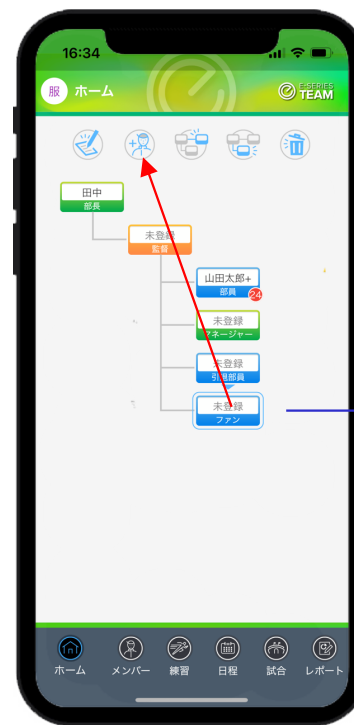 16:34
服 ホーム
E-SERIES
TEAM
田中
部長
未登録
監督
山田太郎+
部員
24
未登録
マネージャー
未登録
引退部員
未登録
ファン
ホーム メンバー 練習 日程 試合 レポート